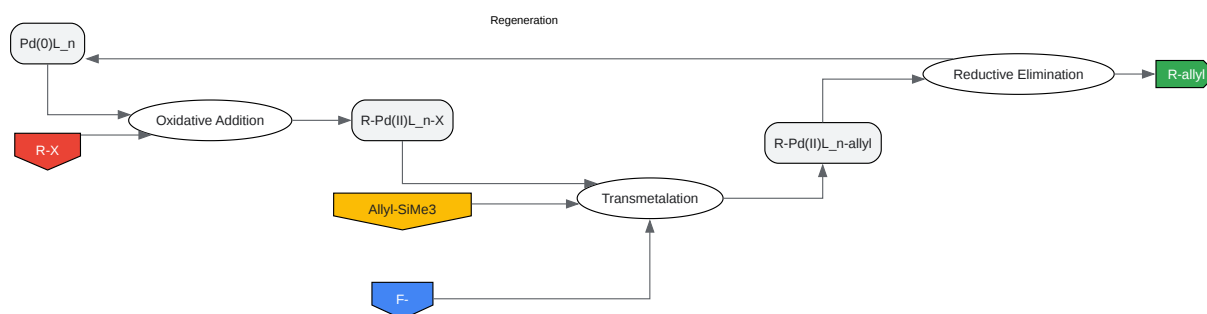 Regeneration
Pd(0)L_n
Reductive Elimination
R-allyl
Oxidative Addition
R-Pd(II)L_n-X
R-X
R-Pd(II)L_n-allyl
Transmetalation
Allyl-SiMe3
F-